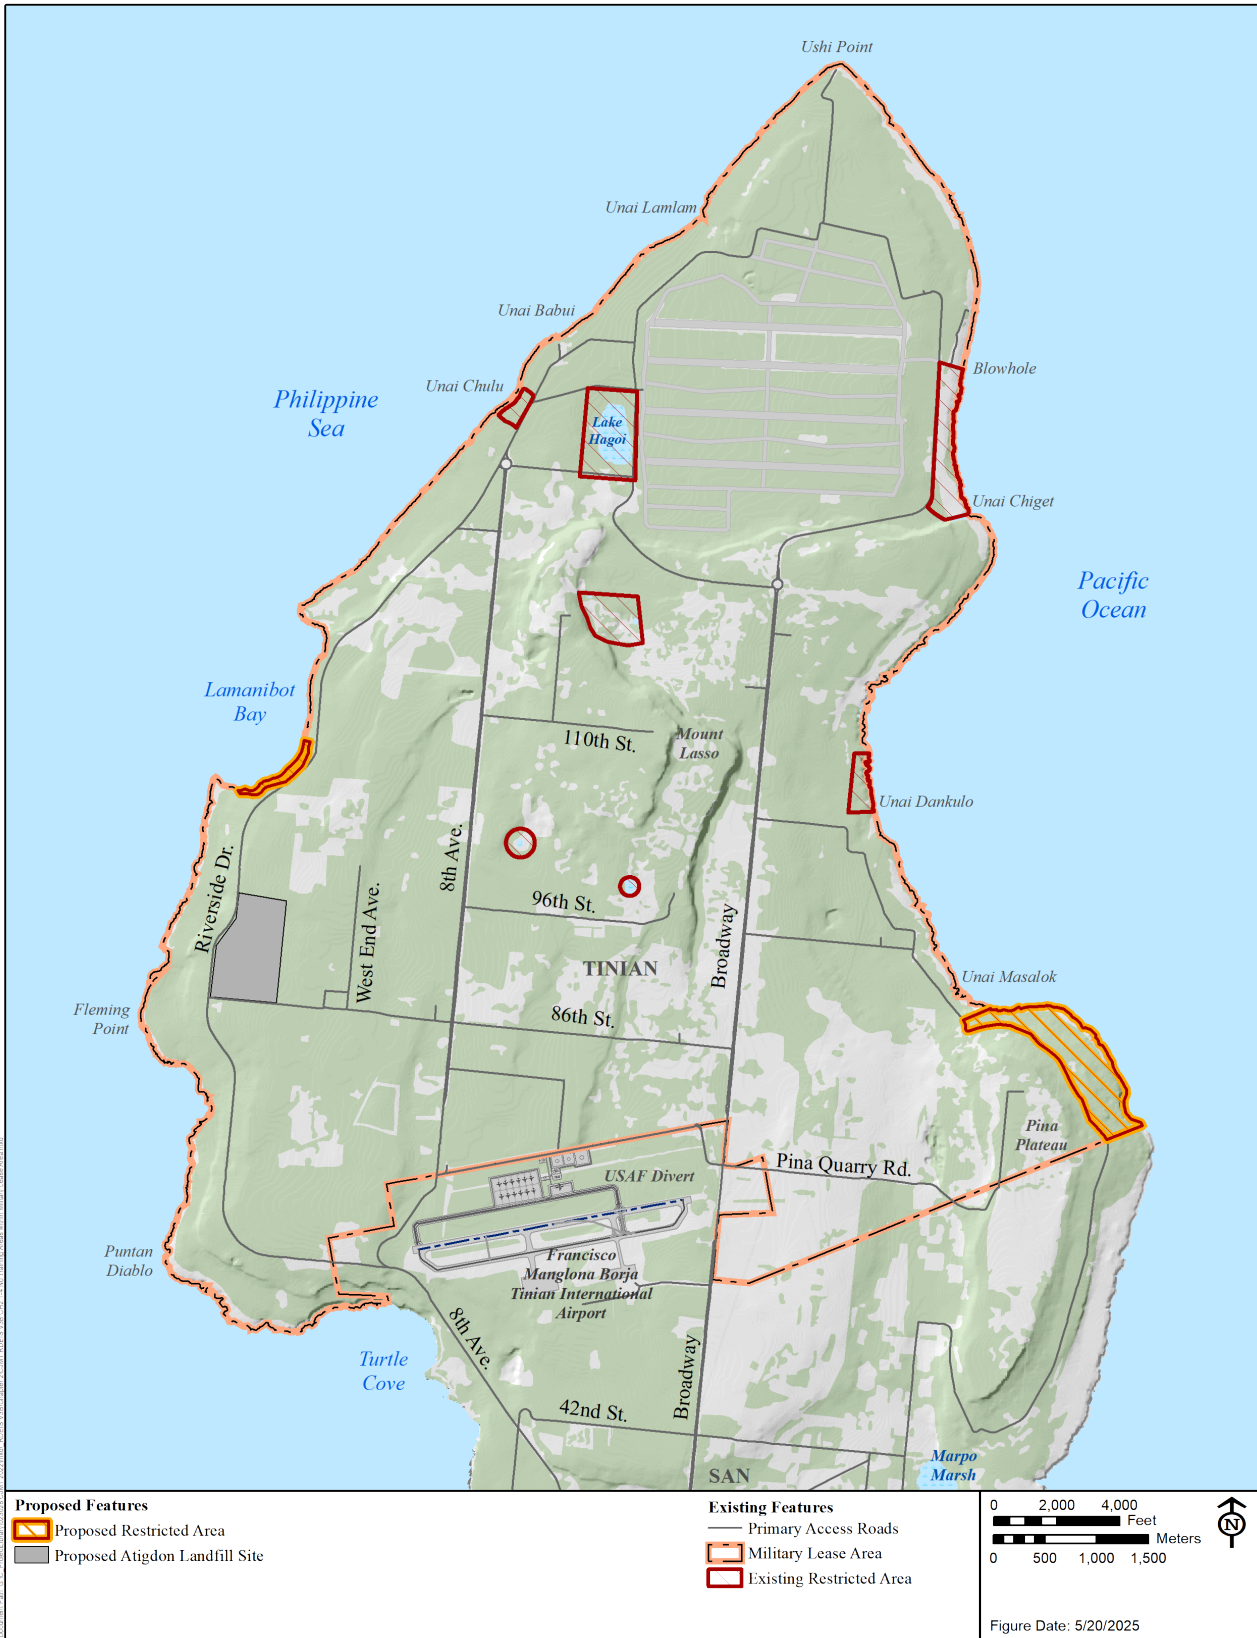 Ushi Point
Unai Lamlam
Unai Babui
Blowhole
Unai Chulu
Philippine
Sea
Lake
Hagoi
Unai Chiget
Pacific
Ocean
Lamanibot
Bay
110th St.
Mount
Lasso
Unai Dankulo
8th Ave.
Riverside Dr.
96th St.
West End Ave.
Broadway
TINIAN
Unai Masalok
Fleming
Point
86th St.
Pina
Plateau
Pina Quarry Rd.
USAF Divert
Puntan
Diablo
Francisco
Manglona Borja
Tinian International
Airport
8th Ave.
Turtle
Cove
Broadway
42nd St.
Marpo
Marsh
SAN
Proposed Features
Proposed Restricted Area
Proposed Atigdon Landfill Site
Existing Features
Primary Access Roads
Military Lease Area
Existing Restricted Area
0 2,000 4,000
Feet
Meters
0 500 1,000 1,500
N
Figure Date: 5/20/2025